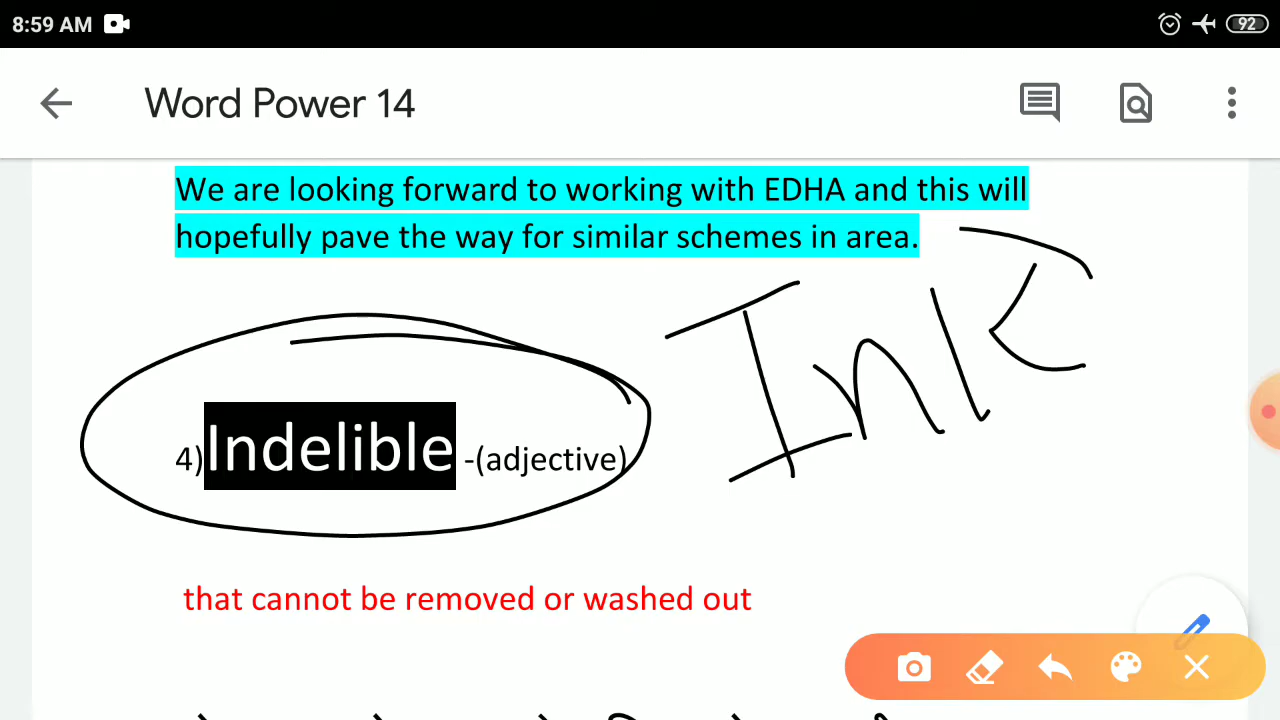 8:59 AM 92
Word Power 14
We are looking forward to working with EDHA and this will
hopefully pave the way for similar schemes in area.
InK
4)Indelible -(adjective)
that cannot be removed or washed out